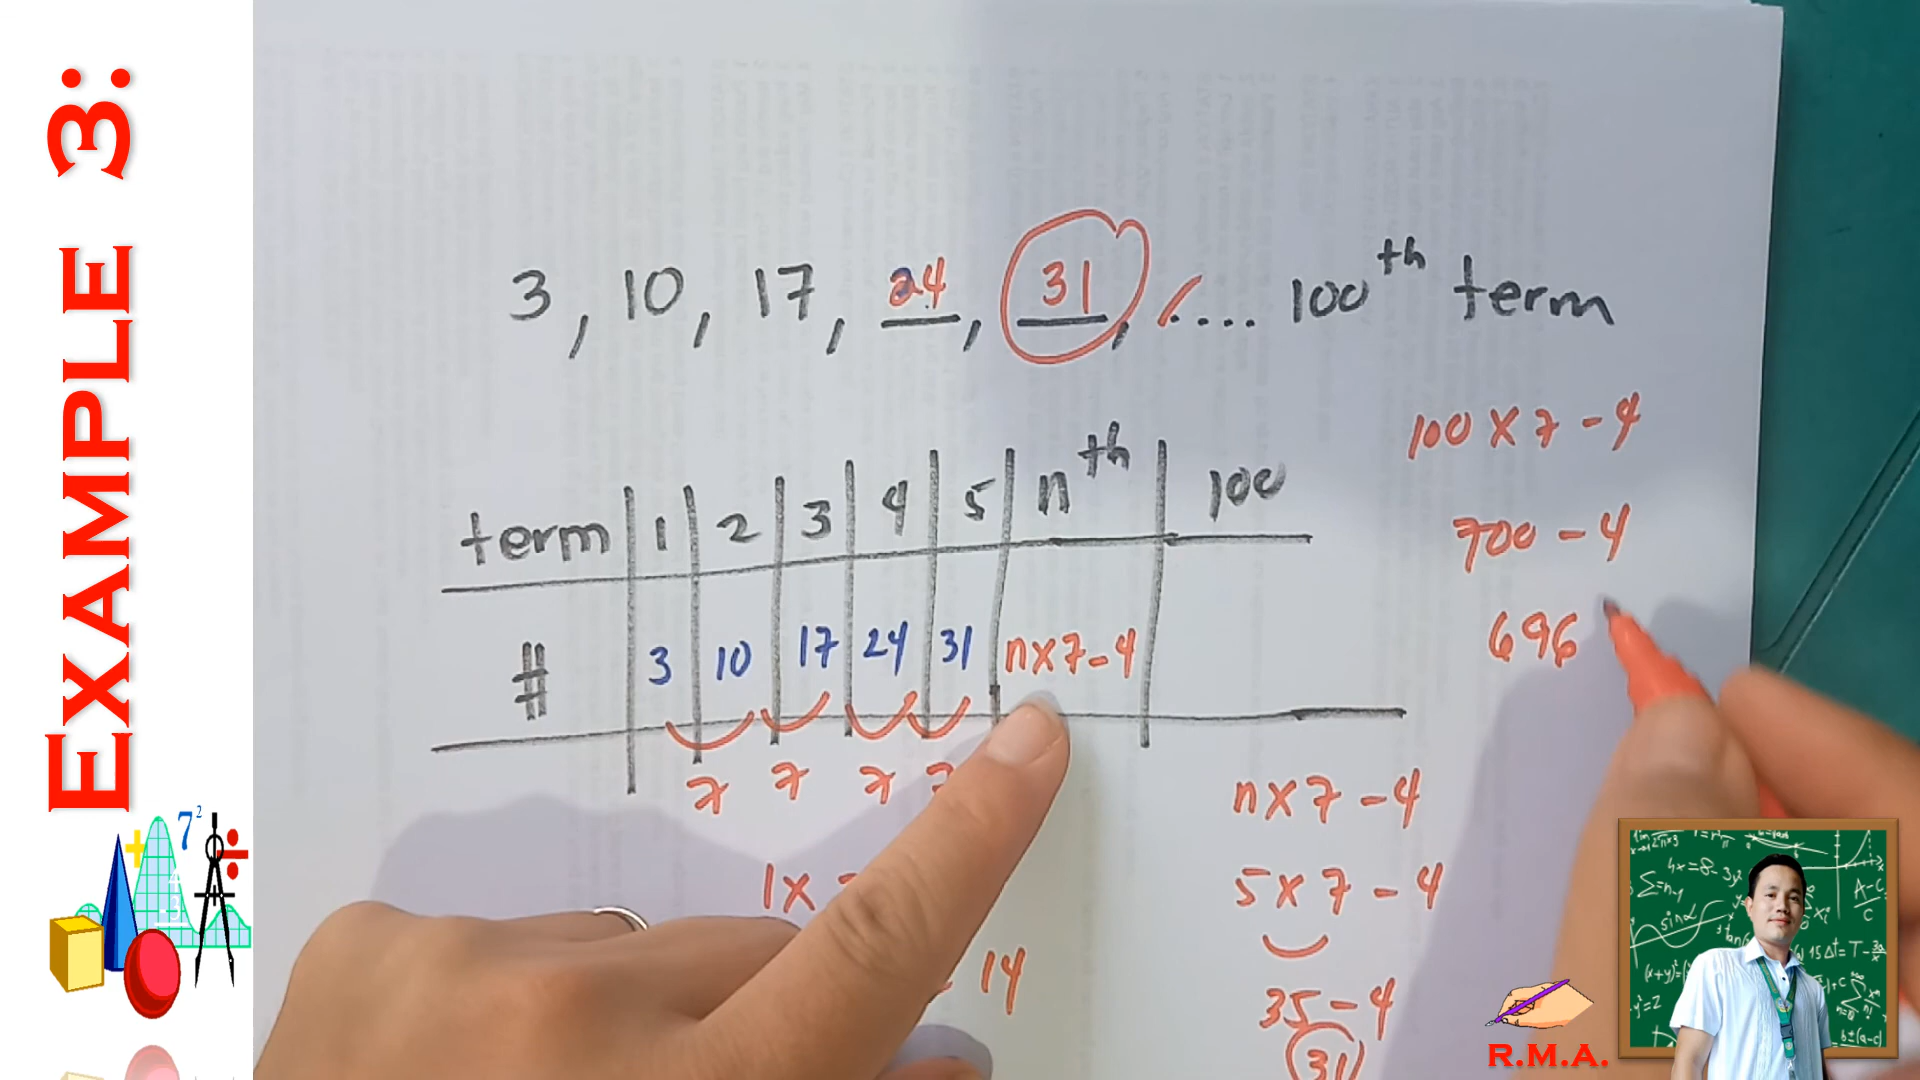 EXAMPLE 3:
3, 10, 17, 24, 31, .... 100th term
term 1 2 3 4 5 nth 100
# 3 10 17 24 31 nx7-4
7 7 7
100 x 7 - 4
700 - 4
696
nx7-4
1x
5x7-4
14
35-4
31
R.M.A.